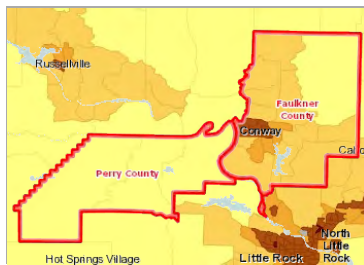 Russellville
Faulkner
County
Conway
Perry County
North
Little
Rock
Little Rock
Hot Springs Village